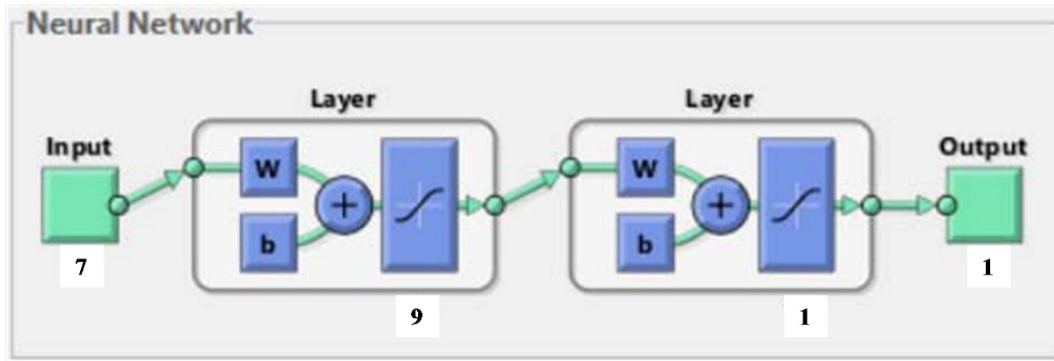 Neural Network
Layer
Layer
Input
Output
W
W
+
+
b
b
7
1
9
1